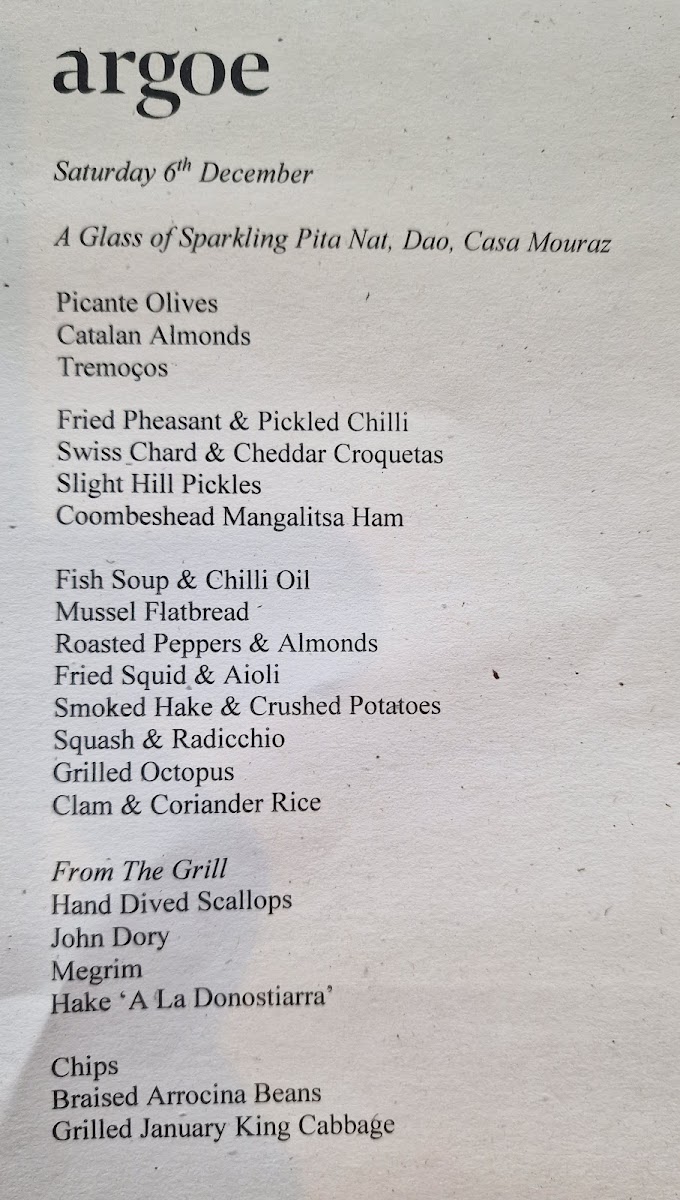 argoe
Saturday 6th December
A Glass of Sparkling Pita Nat, Dao, Casa Mouraz
Picante Olives
Catalan Almonds
Tremoços
Fried Pheasant & Pickled Chilli
Swiss Chard & Cheddar Croquetas
Slight Hill Pickles
Coombeshead Mangalitsa Ham
Fish Soup & Chilli Oil
Mussel Flatbread
Roasted Peppers & Almonds
Fried Squid & Aioli
Smoked Hake & Crushed Potatoes
Squash & Radicchio
Grilled Octopus
Clam & Coriander Rice
From The Grill
Hand Dived Scallops
John Dory
Megrim
Hake ‘A La Donostiarra’
Chips
Braised Arrocina Beans
Grilled January King Cabbage